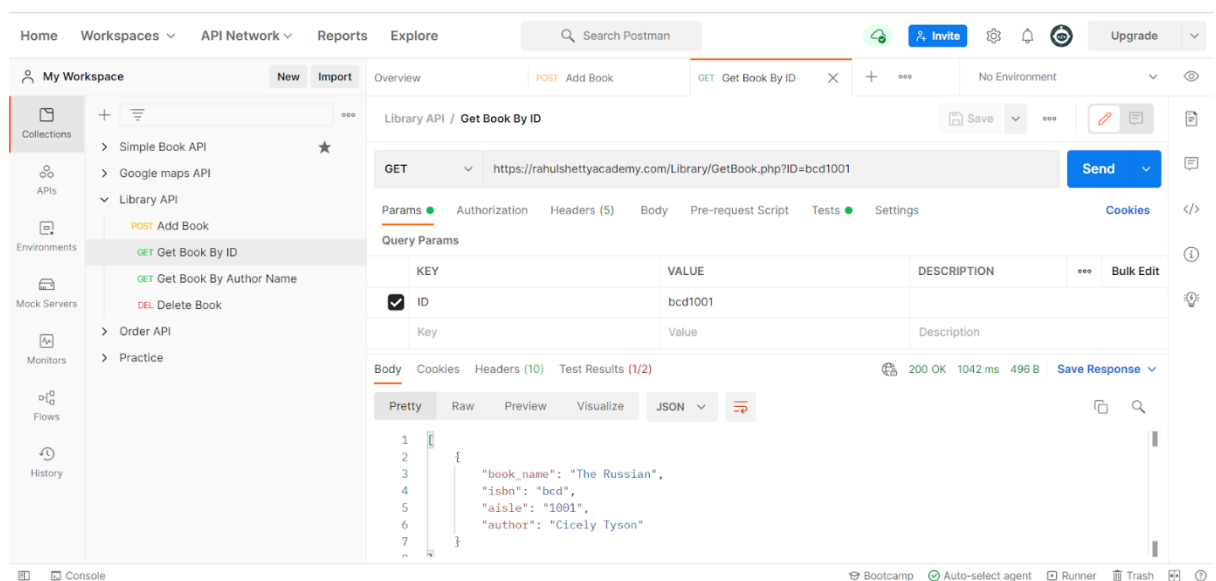 Home Workspaces API Network Reports Explore Search Postman Invite Upgrade
My Workspace New Import Overview POST Add Book GET Get Book By ID No Environment
Collections
APIs
Environments
Mock Servers
Monitors
Flows
History
Simple Book API
Google maps API
Library API
POST Add Book
GET Get Book By ID
GET Get Book By Author Name
DEL Delete Book
Order API
Practice
Library API / Get Book By ID Save
GET https://rahulshettyacademy.com/Library/GetBook.php?ID=bcd1001 Send
Params Authorization Headers (5) Body Pre-request Script Tests Settings Cookies
Query Params
KEY VALUE DESCRIPTION Bulk Edit
ID bcd1001
Key Value Description
Body Cookies Headers (10) Test Results (1/2) 200 OK 1042 ms 496 B Save Response
Pretty Raw Preview Visualize JSON
1 [
2 {
3 "book_name": "The Russian",
4 "isbn": "bcd",
5 "aisle": "1001",
6 "author": "Cicely Tyson"
7 }
Console Bootcamp Auto-select agent Runner Trash